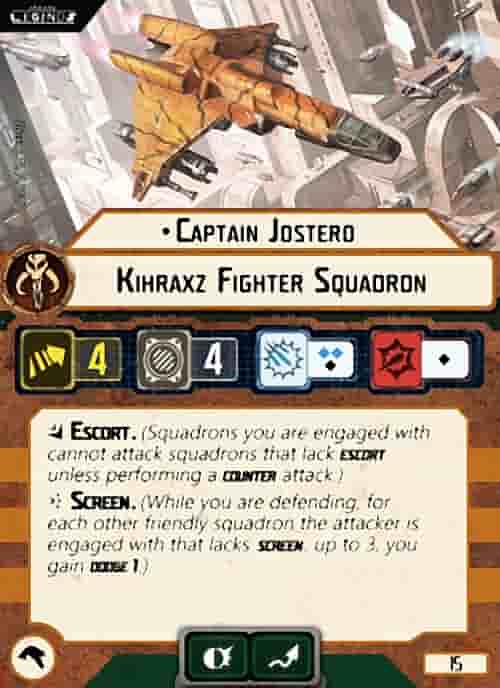 LEGENDS
•CAPTAIN JOSTERO
KIHRAXZ FIGHTER SQUADRON
4 4
ESCORT. (Squadrons you are engaged with
cannot attack squadrons that lack ESCORT
unless performing a COUNTER attack.)
SCREEN. (While you are defending, for
each other friendly squadron the attacker is
engaged with that lacks SCREEN, up to 3, you
gain DODGE 1.)
15